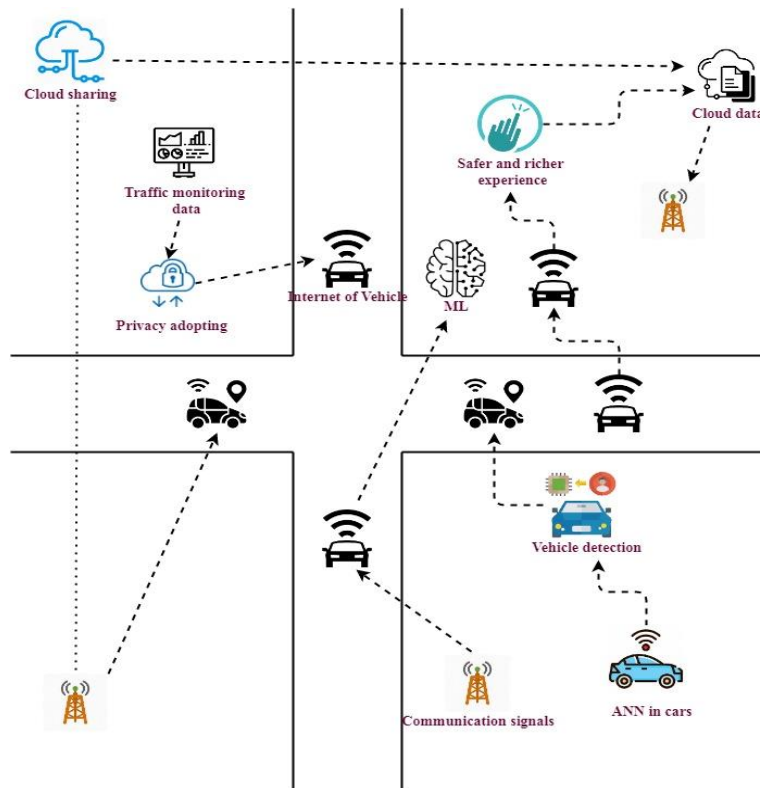 Cloud sharing
Cloud data
Safer and richer
experience
Traffic monitoring
data
Internet of Vehicle
ML
Privacy adopting
Vehicle detection
Communication signals
ANN in cars